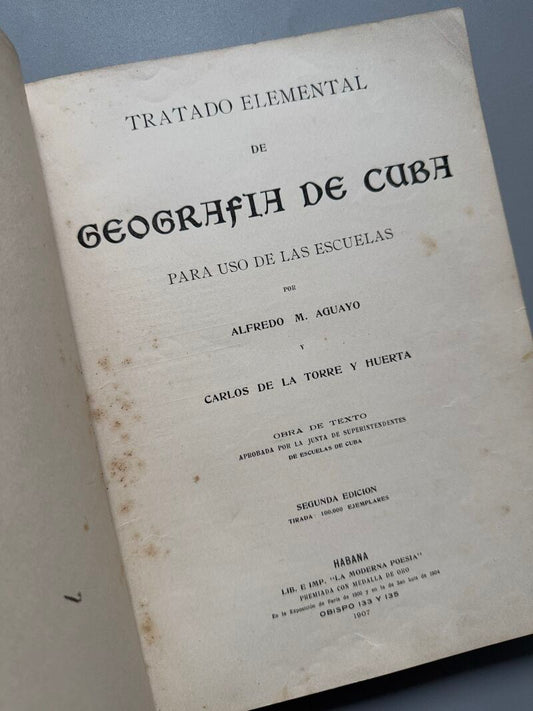 TRATADO ELEMENTAL
DE
GEOGRAFIA DE CUBA
PARA USO DE LAS ESCUELAS
POR
ALFREDO M. AGUAYO
Y
CARLOS DE LA TORRE Y HUERTA
OBRA DE TEXTO
APROBADA POR LA JUNTA DE SUPERINTENDENTES
DE ESCUELAS DE CUBA
SEGUNDA EDICION
TIRADA: 100,000 EJEMPLARES
HABANA
LIB. E IMP. "LA MODERNA POESIA"
PREMIADA CON MEDALLA DE ORO
En la Exposición de París de 1900 y en la de San Luis de 1904
OBISPO 133 Y 135
1907